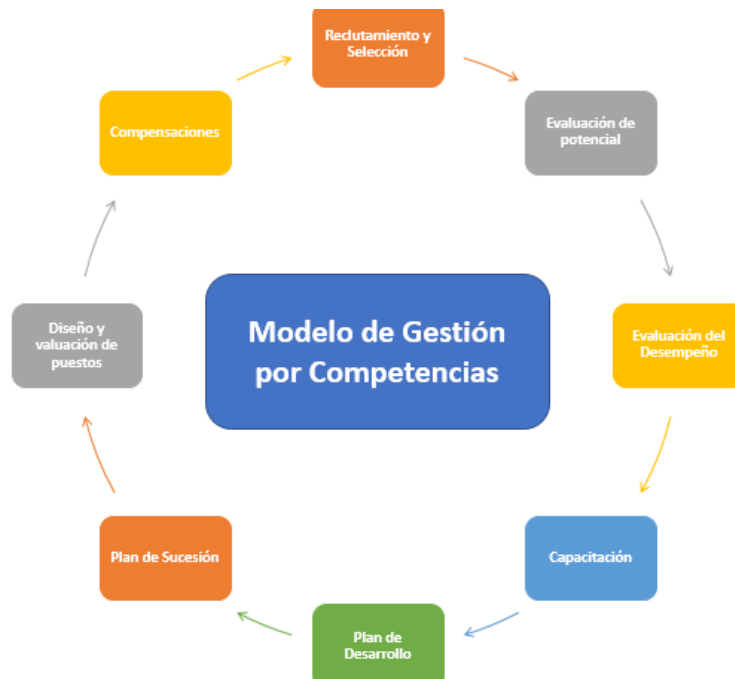 Reclutamiento y
Selección
Evaluación de
potencial
Compensaciones
Diseño y
valuación de
puestos
Modelo de Gestión
por Competencias
Evaluación del
Desempeño
Plan de Sucesión
Capacitación
Plan de
Desarrollo